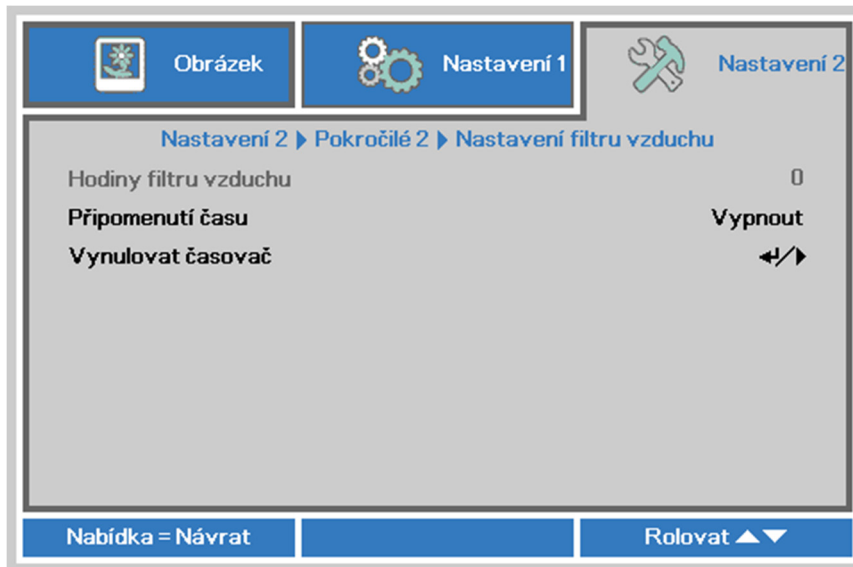 Obrázek
Nastavení 1
Nastavení 2
Nastavení 2 ▶ Pokročilé 2 ▶ Nastavení filtru vzduchu
Hodiny filtru vzduchu 0
Připomenutí času Vypnout
Vynulovat časovač ↵/▶
Nabídka = Návrat
Rolovat ▲▼